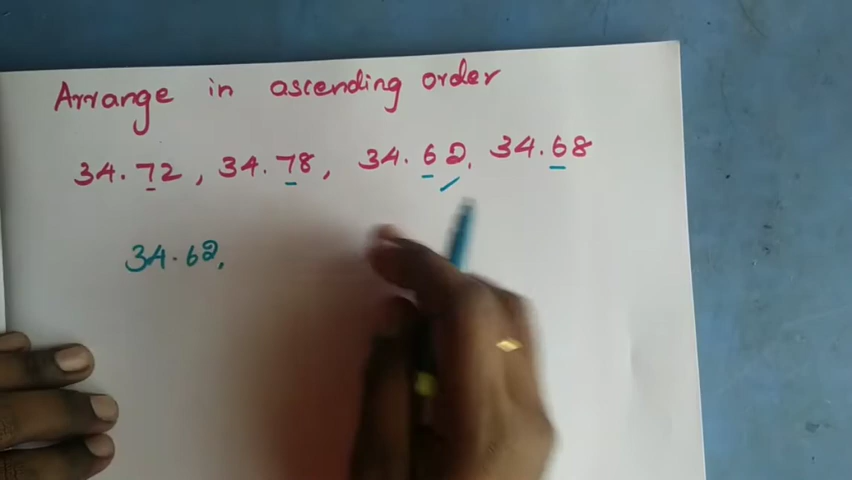 Arrange in ascending order
34.72, 34.78, 34.62, 34.68
34.62,